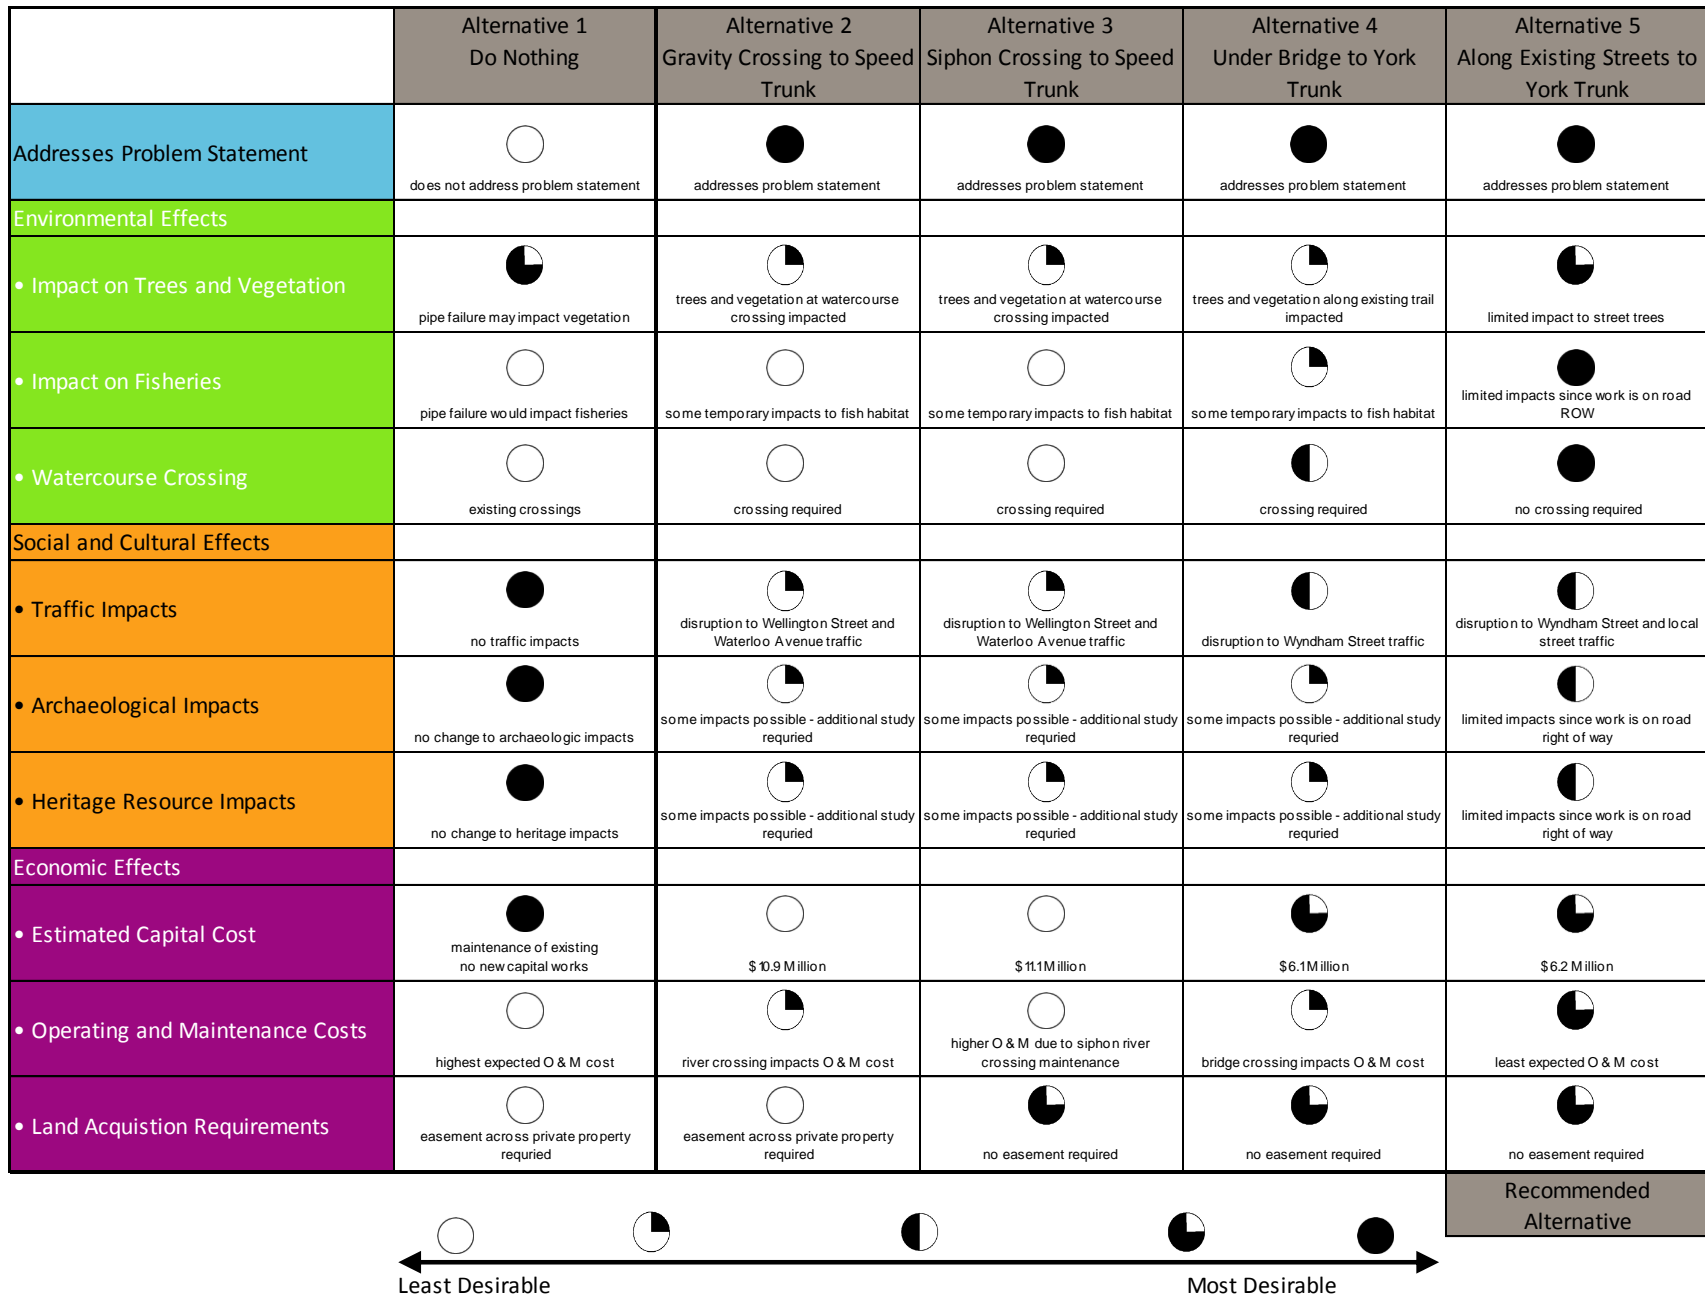 Alternative 1
Do Nothing
Alternative 2
Gravity Crossing to Speed
Trunk
Alternative 3
Siphon Crossing to Speed
Trunk
Alternative 4
Under Bridge to York
Trunk
Alternative 5
Along Existing Streets to
York Trunk
Addresses Problem Statement
does not address problem statement
addresses problem statement
addresses problem statement
addresses problem statement
addresses problem statement
Environmental Effects
• Impact on Trees and Vegetation
pipe failure may impact vegetation
trees and vegetation at watercourse
crossing impacted
trees and vegetation at watercourse
crossing impacted
trees and vegetation along existing trail
impacted
limited impact to street trees
• Impact on Fisheries
pipe failure would impact fisheries
some temporary impacts to fish habitat
some temporary impacts to fish habitat
some temporary impacts to fish habitat
limited impacts since work is on road
ROW
• Watercourse Crossing
existing crossings
crossing required
crossing required
crossing required
no crossing required
Social and Cultural Effects
• Traffic Impacts
no traffic impacts
disruption to Wellington Street and
Waterloo Avenue traffic
disruption to Wellington Street and
Waterloo Avenue traffic
disruption to Wyndham Street traffic
disruption to Wyndham Street and local
street traffic
• Archaeological Impacts
no change to archaeologic impacts
some impacts possible - additional study
requried
some impacts possible - additional study
requried
some impacts possible - additional study
requried
limited impacts since work is on road
right of way
• Heritage Resource Impacts
no change to heritage impacts
some impacts possible - additional study
requried
some impacts possible - additional study
requried
some impacts possible - additional study
requried
limited impacts since work is on road
right of way
Economic Effects
• Estimated Capital Cost
maintenance of existing
no new capital works
$10.9 Million
$11.1 Million
$6.1 Million
$6.2 Million
• Operating and Maintenance Costs
highest expected O & M cost
river crossing impacts O & M cost
higher O & M due to siphon river
crossing maintenance
bridge crossing impacts O & M cost
least expected O & M cost
• Land Acquistion Requirements
easement across private property
requried
easement across private property
required
no easement required
no easement required
no easement required
Recommended
Alternative
Least Desirable
Most Desirable